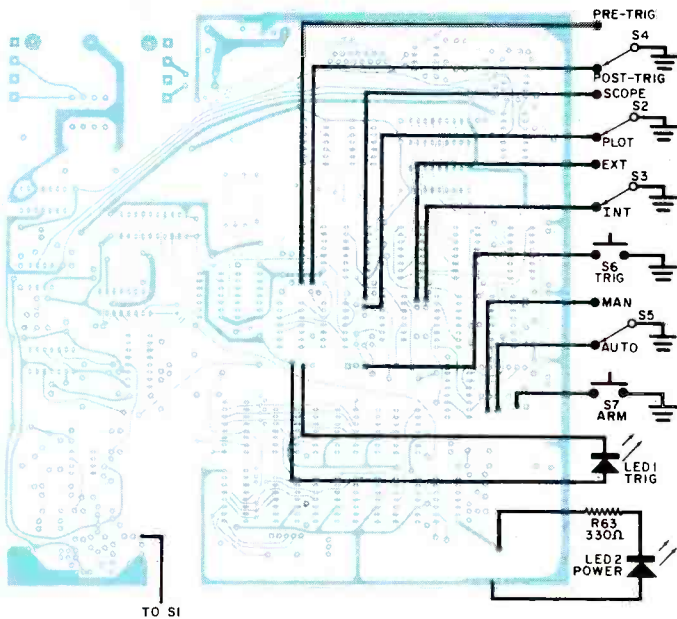 PRE-TRIG
S4
POST-TRIG
SCOPE
S2
PLOT
EXT
S3
INT
S6
TRIG
MAN
S5
AUTO
S7
ARM
LED1
TRIG
R63
330Ω
LED2
POWER
TO S1